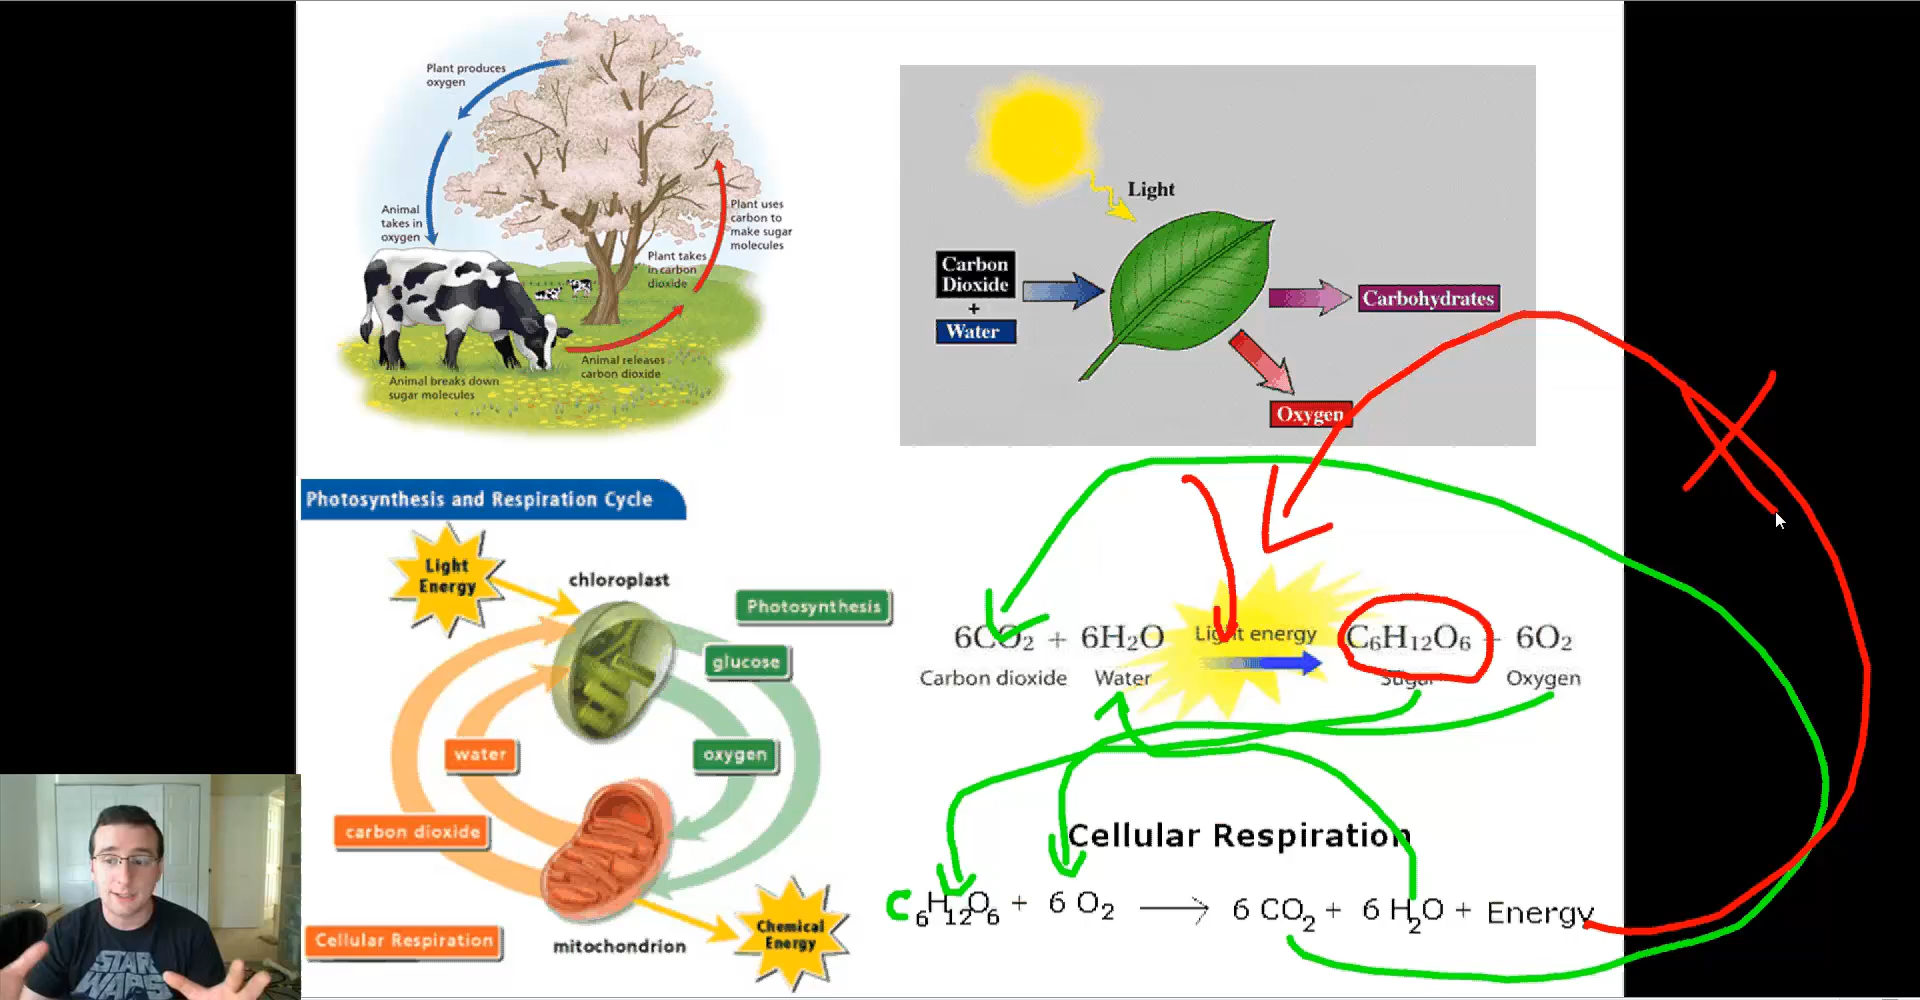 Plant produces
oxygen
Animal
takes in
oxygen
Plant uses
carbon to
make sugar
molecules
Plant takes
in carbon
dioxide
Animal releases
carbon dioxide
Animal breaks down
sugar molecules
Light
Carbon
Dioxide
+
Water
Carbohydrates
Oxygen
Photosynthesis and Respiration Cycle
Light
Energy
chloroplast
Photosynthesis
glucose
water
oxygen
carbon dioxide
Cellular Respiration
mitochondrion
Chemical
Energy
Light energy
6CO₂ + 6H₂O C₆H₁₂O₆ + 6O₂
Carbon dioxide Water Sugar Oxygen
Cellular Respiration
C₆H₁₂O₆ + 6 O₂ → 6 CO₂ + 6 H₂O + Energy
STAR
WARS